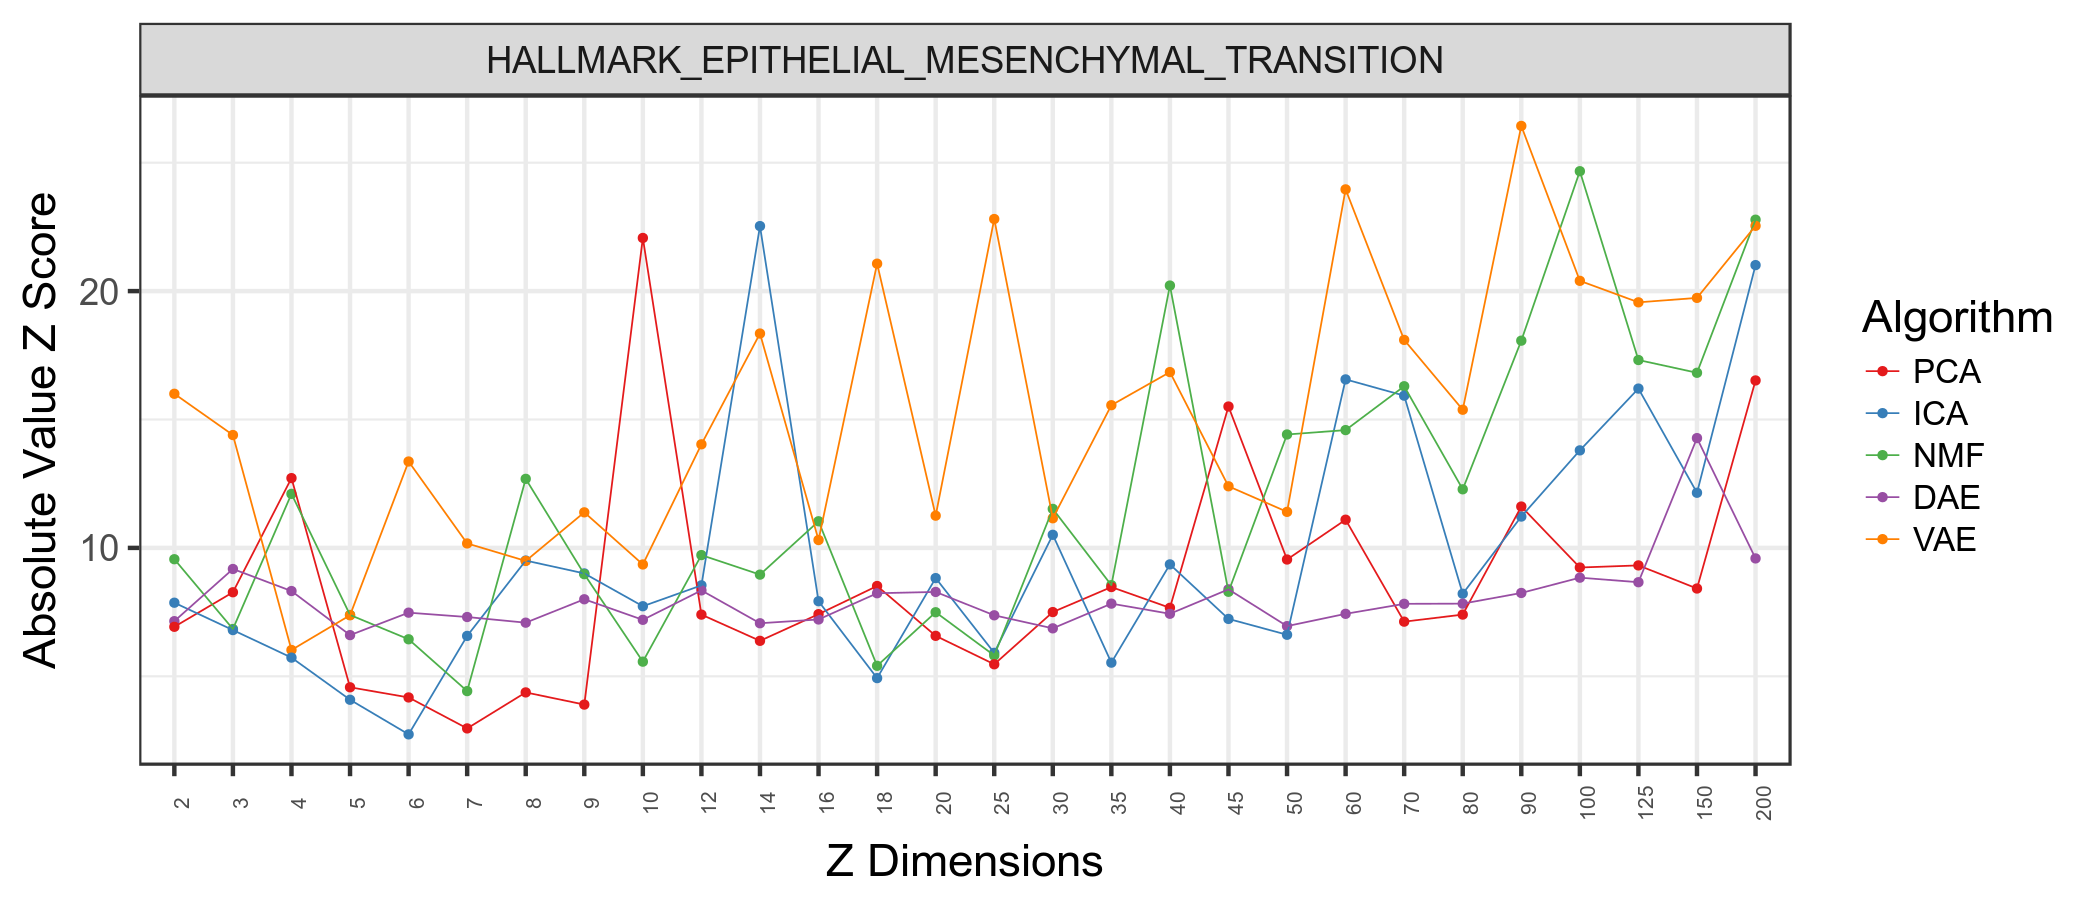 HALLMARK_EPITHELIAL_MESENCHYMAL_TRANSITION
Absolute Value Z Score
20
10
2 3 4 5 6 7 8 9 10 12 14 16 18 20 25 30 35 40 45 50 60 70 80 90 100 125 150 200
Z Dimensions
Algorithm
PCA
ICA
NMF
DAE
VAE